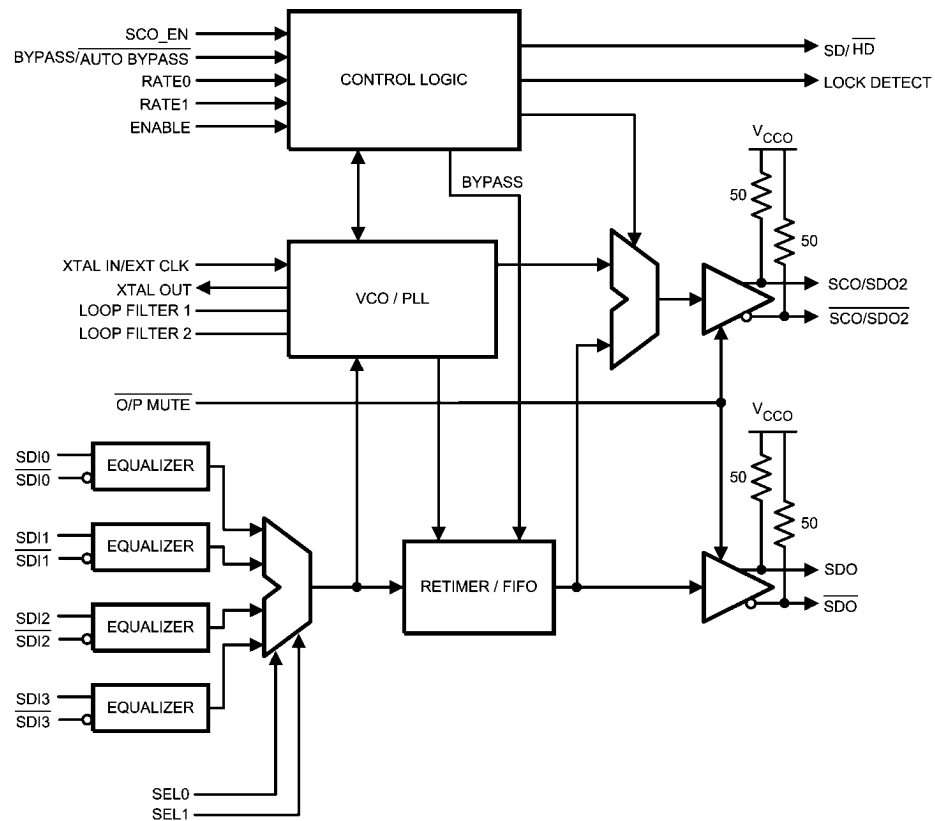 SCO_EN
BYPASS/AUTO BYPASS
RATE0
RATE1
ENABLE
CONTROL LOGIC
SD/HD
LOCK DETECT
BYPASS
VCCO
50
50
XTAL IN/EXT CLK
XTAL OUT
LOOP FILTER 1
LOOP FILTER 2
VCO / PLL
SCO/SDO2
SCO/SDO2
O/P MUTE
VCCO
50
50
SDI0
SDI0
EQUALIZER
SDI1
SDI1
EQUALIZER
SDI2
SDI2
EQUALIZER
SDI3
SDI3
EQUALIZER
RETIMER / FIFO
SDO
SDO
SEL0
SEL1